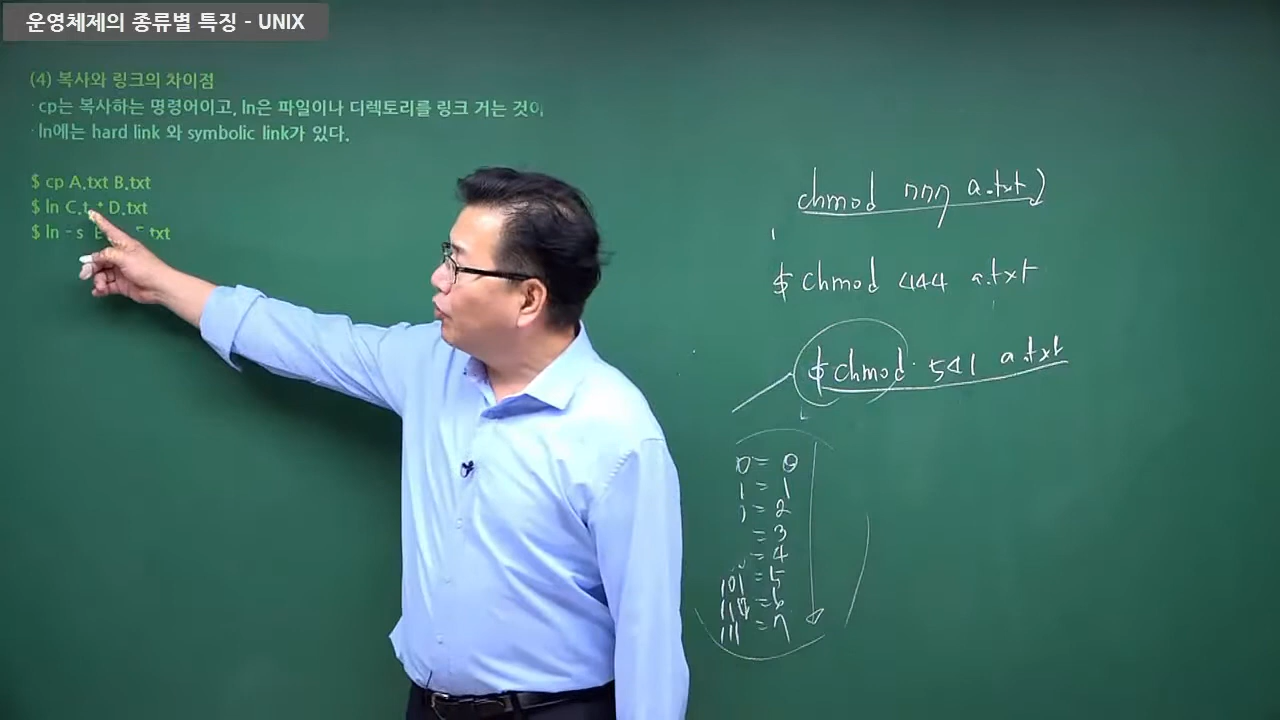 운영체제의 종류별 특징 - UNIX
(4) 복사와 링크의 차이점
· cp는 복사하는 명령어이고, ln은 파일이나 디렉토리를 링크 거는 것이
· ln에는 hard link 와 symbolic link가 있다.
$ cp A.txt B.txt
$ ln C.t t D.txt
$ ln - s E .txt
chmod 777 a.txt
$ chmod 444 a.txt
$ chmod 541 a.txt
0 = 0
1 = 1
= 2
= 3
= 4
101 = 5
110 = 6
111 = 7